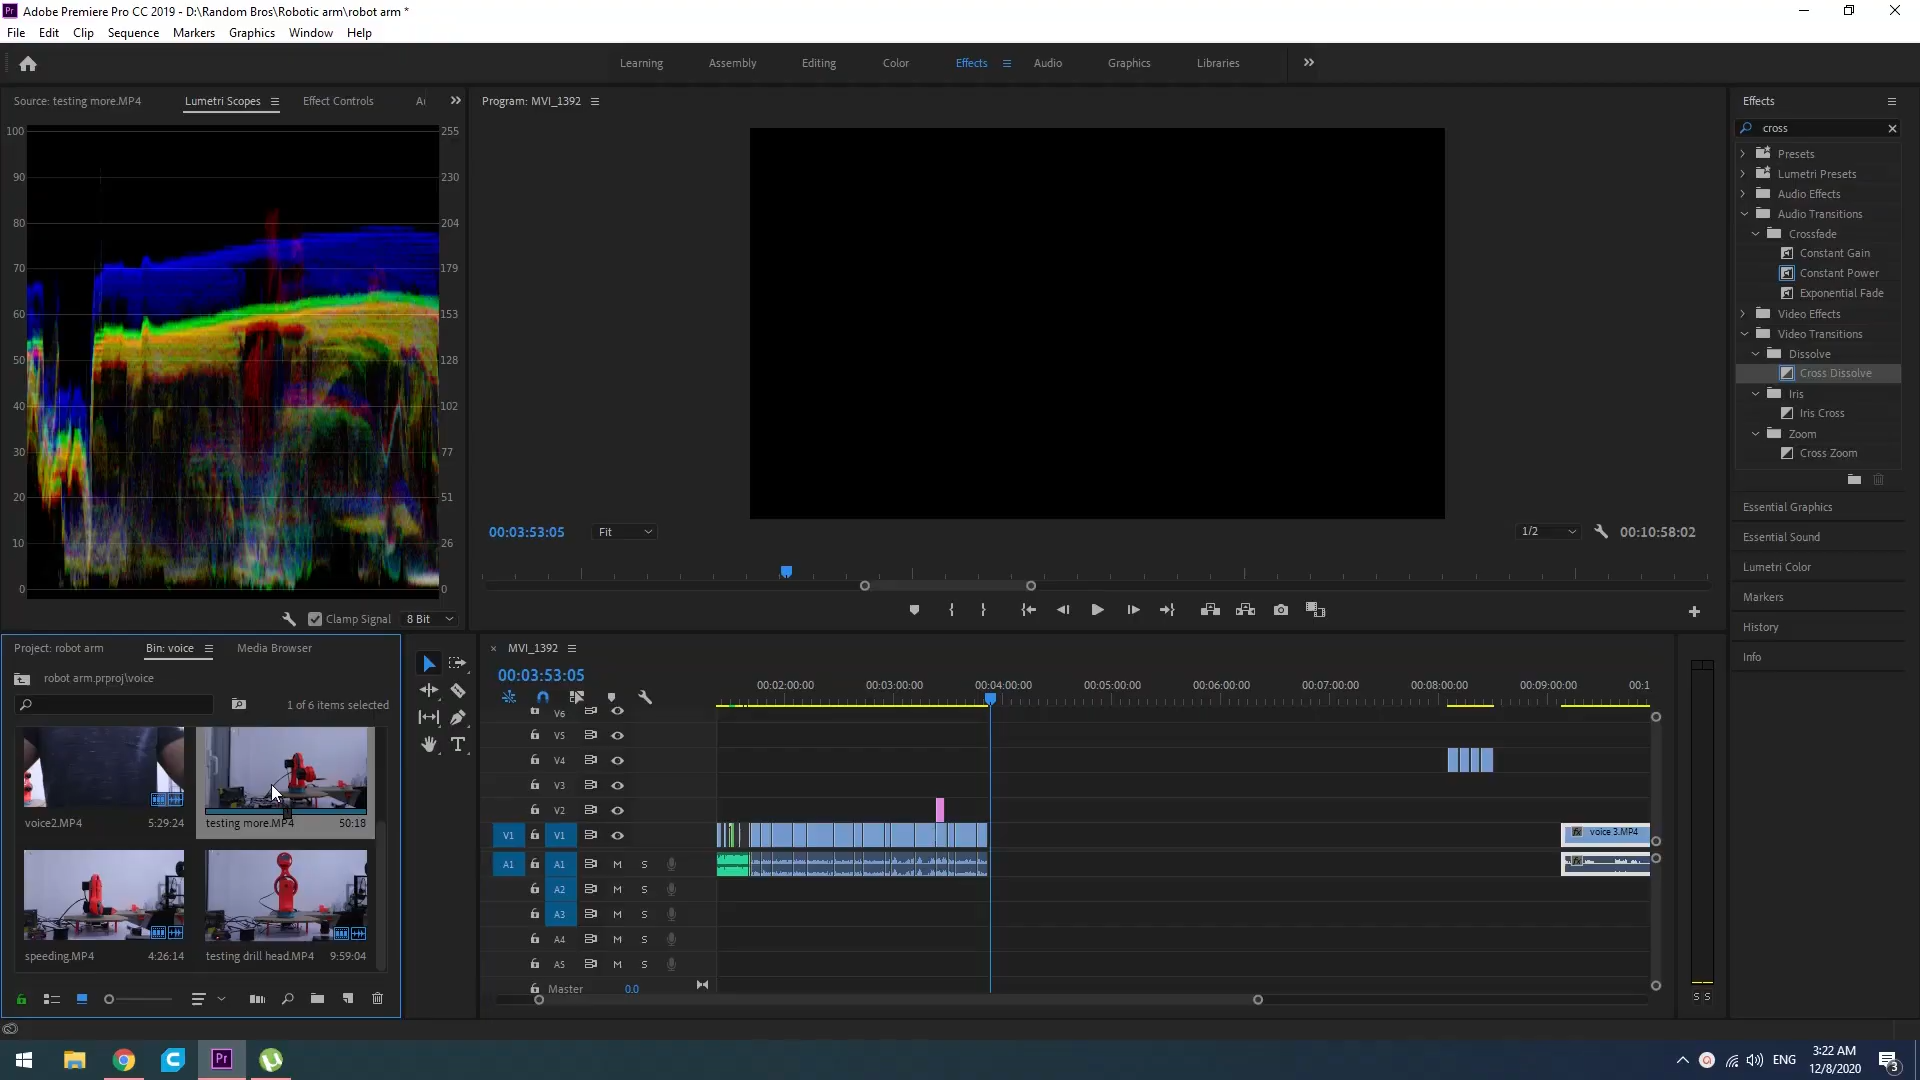 Adobe Premiere Pro CC 2019 - D:\Random Bros\Robotic arm\robot arm *
File Edit Clip Sequence Markers Graphics Window Help
Learning Assembly Editing Color Effects Audio Graphics Libraries
Source: testing more.MP4 Lumetri Scopes Effect Controls
100 255
90 230
80 204
70 179
60 153
50 128
40 102
30 77
20 51
10 26
0 0
Clamp Signal 8 Bit
Program: MVI_1392
00:03:53:05 Fit 1/2 00:10:58:02
Effects
cross
Presets
Lumetri Presets
Audio Effects
Audio Transitions
Crossfade
Constant Gain
Constant Power
Exponential Fade
Video Effects
Video Transitions
Dissolve
Cross Dissolve
Iris
Iris Cross
Zoom
Cross Zoom
Essential Graphics
Essential Sound
Lumetri Color
Markers
History
Info
Project: robot arm Bin: voice Media Browser
robot arm.prproj\voice
1 of 6 items selected
voice2.MP4 5:29:24
testing more.MP4 50:18
speeding.MP4 4:26:14
testing drill head.MP4 9:59:04
MVI_1392
00:03:53:05
00:02:00:00 00:03:00:00 00:04:00:00 00:05:00:00 00:06:00:00 00:07:00:00 00:08:00:00 00:09:00:00 00:1
V6
V5
V4
V3
V2
V1 V1 voice 3.MP4
A1 A1 M S
A2 M S
A3 M S
A4 M S
A5 M S
Master 0.0
S S
ENG
3:22 AM
12/8/2020
3